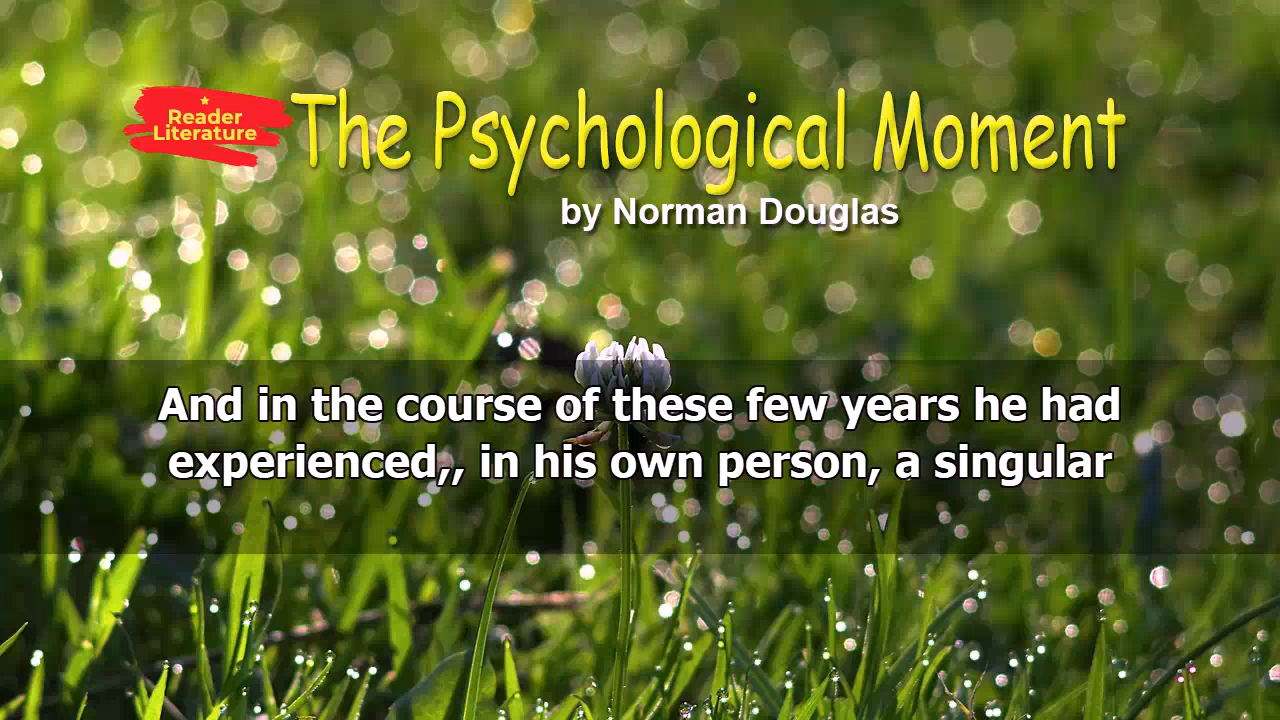 Reader
Literature
The Psychological Moment
by Norman Douglas
And in the course of these few years he had
experienced,, in his own person, a singular